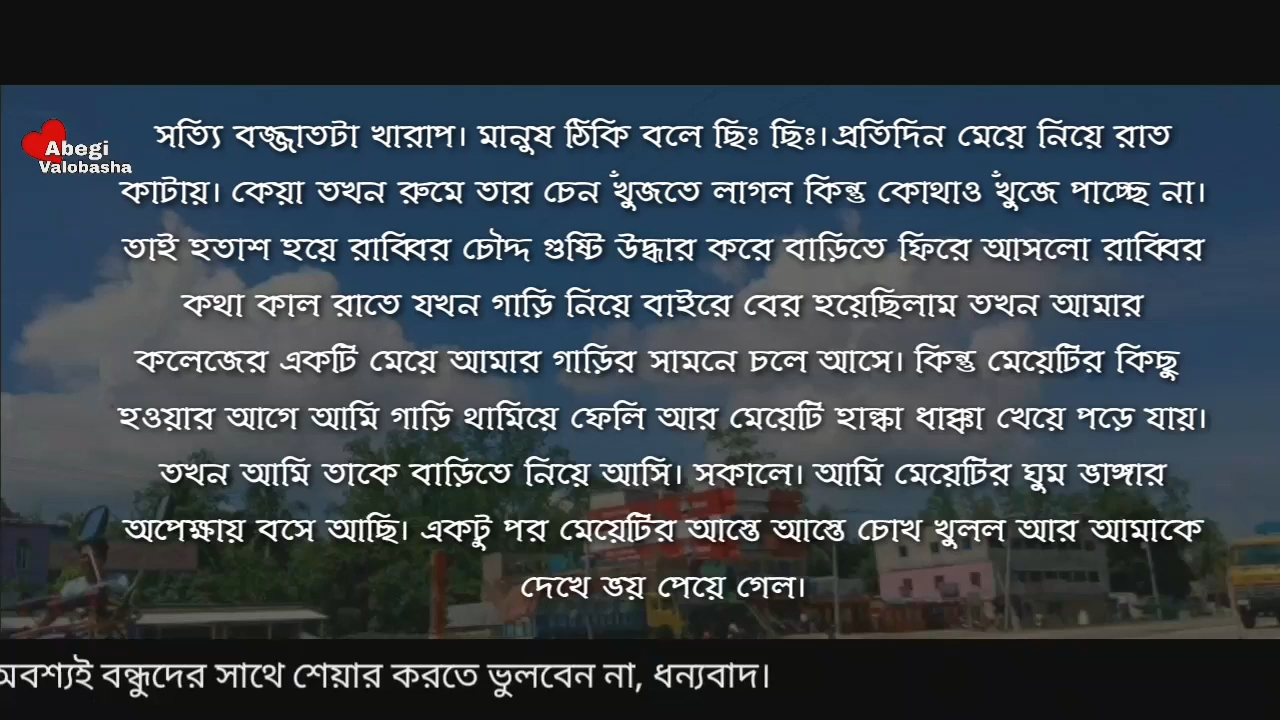 Abegi
Valobasha
সত্যি বজ্জাতটা খারাপ। মানুষ ঠিকি বলে ছিঃ ছিঃ। প্রতিদিন মেয়ে নিয়ে রাত
কাটায়। কেয়া তখন রুমে তার চেন খুঁজতে লাগল কিন্তু কোথাও খুঁজে পাচ্ছে না।
তাই হতাশ হয়ে রাব্বির চৌদ্দ গুষ্টি উদ্ধার করে বাড়িতে ফিরে আসলো রাব্বির
কথা কাল রাতে যখন গাড়ি নিয়ে বাইরে বের হয়েছিলাম তখন আমার
কলেজের একটি মেয়ে আমার গাড়ির সামনে চলে আসে। কিন্তু মেয়েটির কিছু
হওয়ার আগে আমি গাড়ি থামিয়ে ফেলি আর মেয়েটি হাল্কা ধাক্কা খেয়ে পড়ে যায়।
তখন আমি তাকে বাড়িতে নিয়ে আসি। সকালে। আমি মেয়েটির ঘুম ভাঙ্গার
অপেক্ষায় বসে আছি। একটু পর মেয়েটির আস্তে আস্তে চোখ খুলল আর আমাকে
দেখে ভয় পেয়ে গেল।
অবশ্যই বন্ধুদের সাথে শেয়ার করতে ভুলবেন না, ধন্যবাদ।